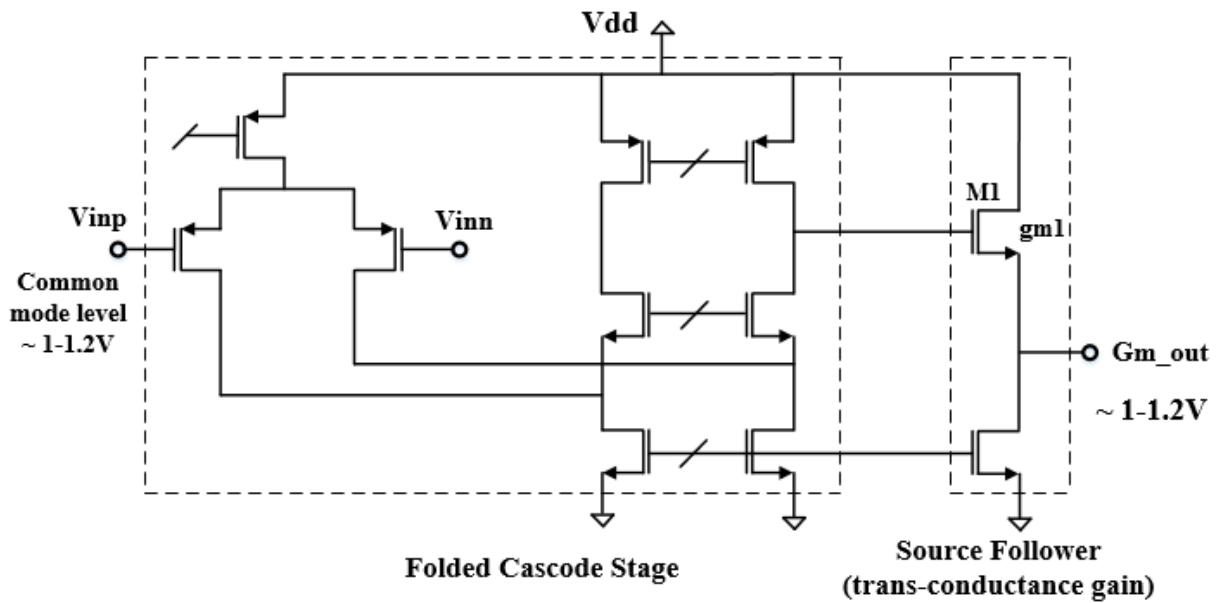 Vdd
M1
Vinp
Vinn
gm1
Common
mode level
~ 1-1.2V
Gm_out
~ 1-1.2V
Folded Cascode Stage
Source Follower
(trans-conductance gain)